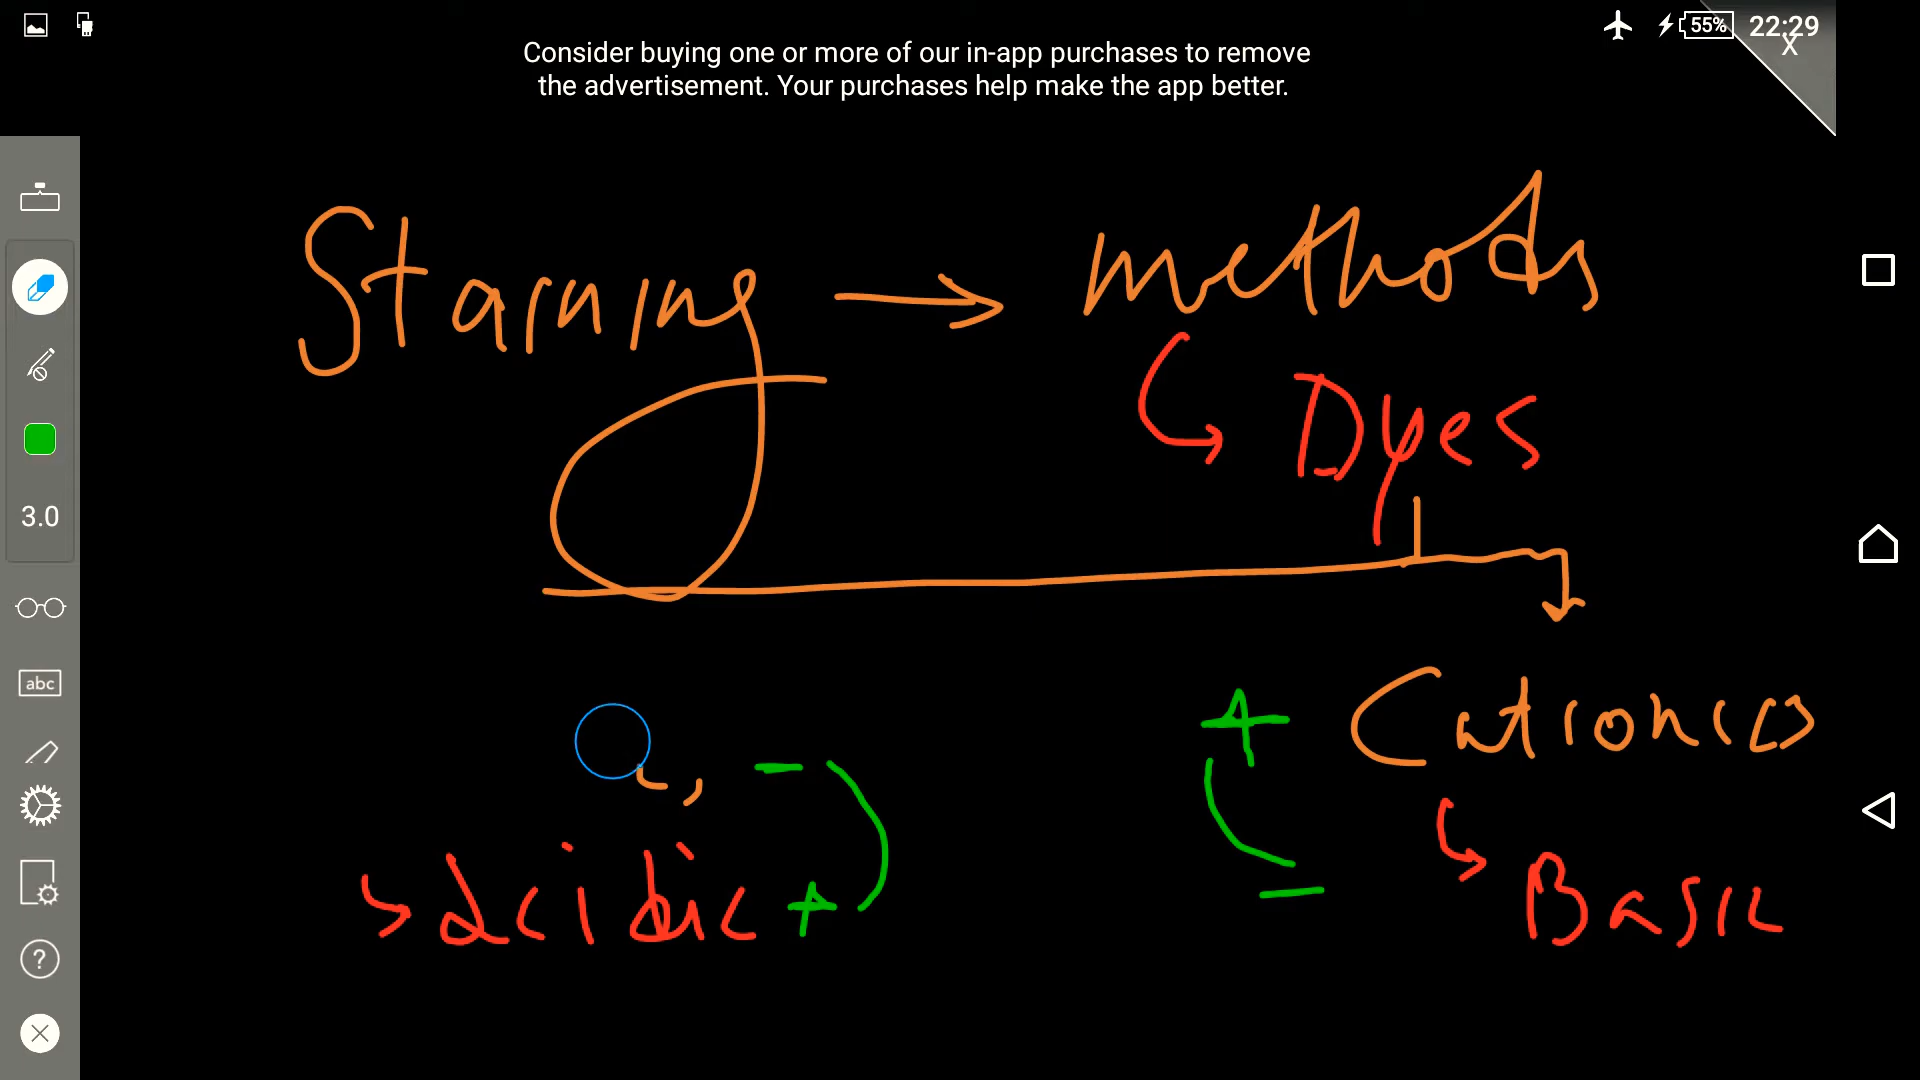 55% 22:29
X
Consider buying one or more of our in-app purchases to remove
the advertisement. Your purchases help make the app better.
Staining → methods
Dyes
3.0
abc
+ Cationics
-
→ Acidic +
-
Basic
?